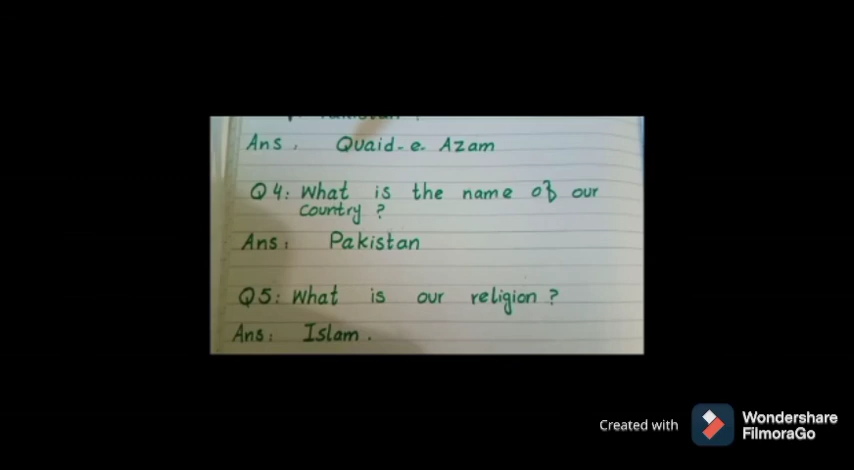 Ans. Quaid-e-Azam
Q4: What is the name of our
country ?
Ans: Pakistan
Q5: What is our religion ?
Ans: Islam.
Created with Wondershare
FilmoraGo